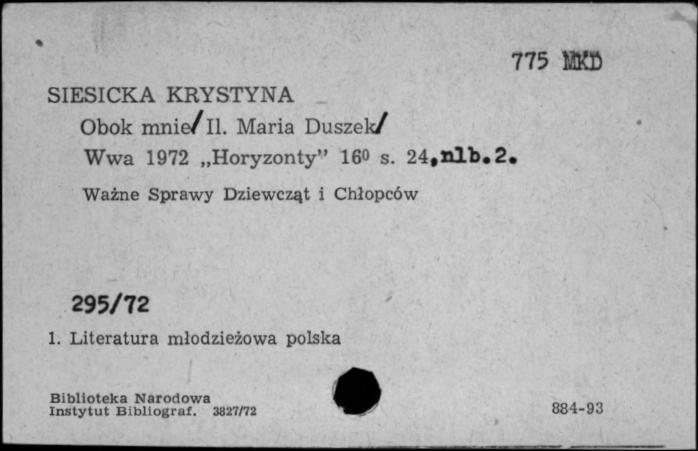 775 MKD
SIESICKA KRYSTYNA
Obok mnie/ Il. Maria Duszek/
Wwa 1972 „Horyzonty” 16⁰ s. 24,nlb.2.
Ważne Sprawy Dziewcząt i Chłopców
295/72
1. Literatura młodzieżowa polska
Biblioteka Narodowa
Instytut Bibliograf. 3827/72
884-93